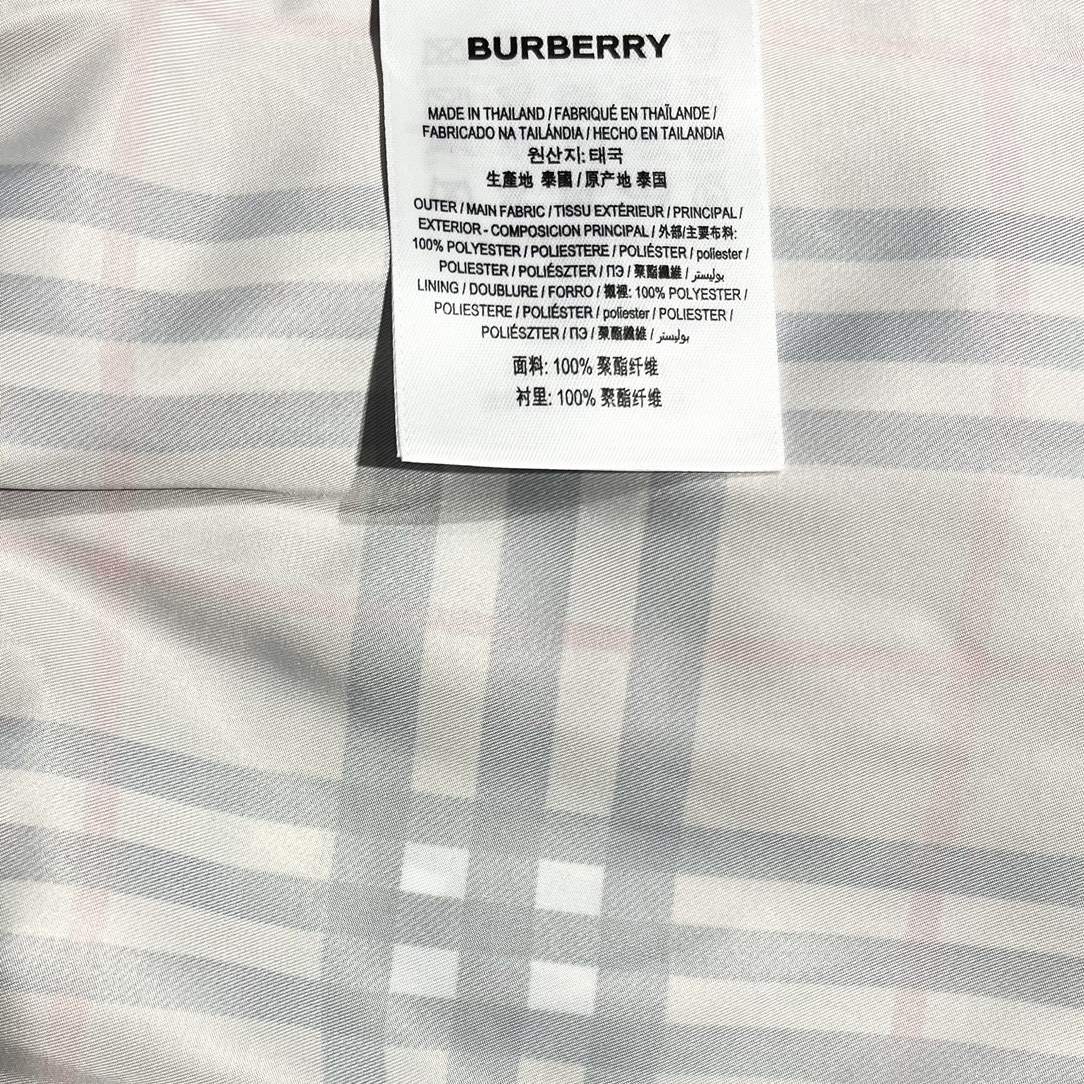 BURBERRY
MADE IN THAILAND / FABRIQUÉ EN THAÏLANDE /
FABRICADO NA TAILÁNDIA / HECHO EN TAILANDIA
원산지: 태국
生產地 泰國 / 原产地 泰国
OUTER / MAIN FABRIC / TISSU EXTÉRIEUR / PRINCIPAL /
EXTERIOR - COMPOSICION PRINCIPAL / 外部/主要布料:
100% POLYESTER / POLIESTERE / POLIÉSTER / poliester /
POLIESTER / POLIÉSZTER / ПЭ / 聚酯纖維 / بوليستر
LINING / DOUBLURE / FORRO / 襯裡: 100% POLYESTER /
POLIESTERE / POLIÉSTER / poliester / POLIESTER /
POLIÉSZTER / ПЭ / 聚酯纖維 / بوليستر
面料: 100% 聚酯纤维
衬里: 100% 聚酯纤维